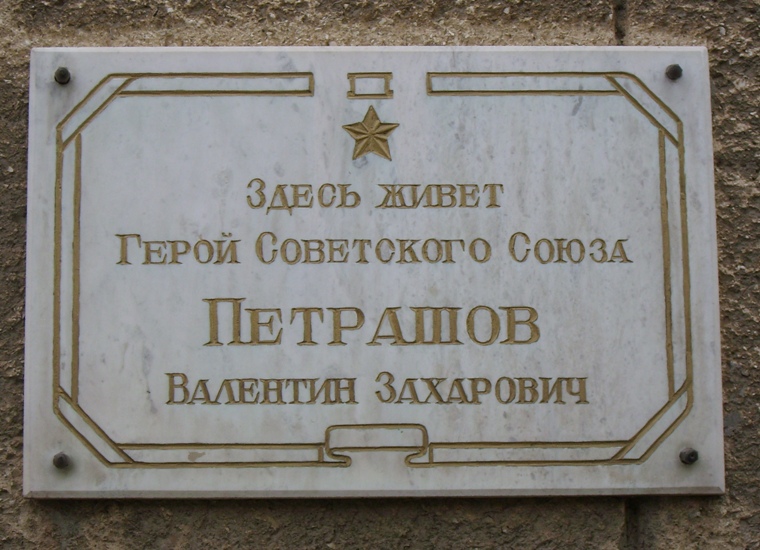 Здесь живет
Герой Советского Союза
Петрашов
Валентин Захарович